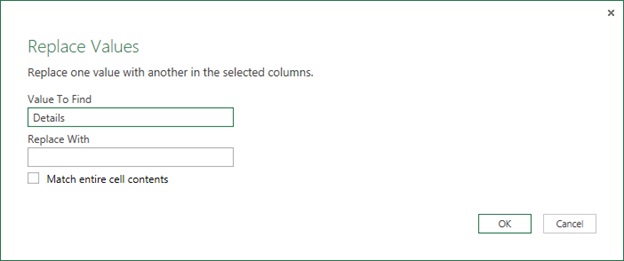 Replace Values
Replace one value with another in the selected columns.
Value To Find
Details
Replace With
Match entire cell contents
OK Cancel